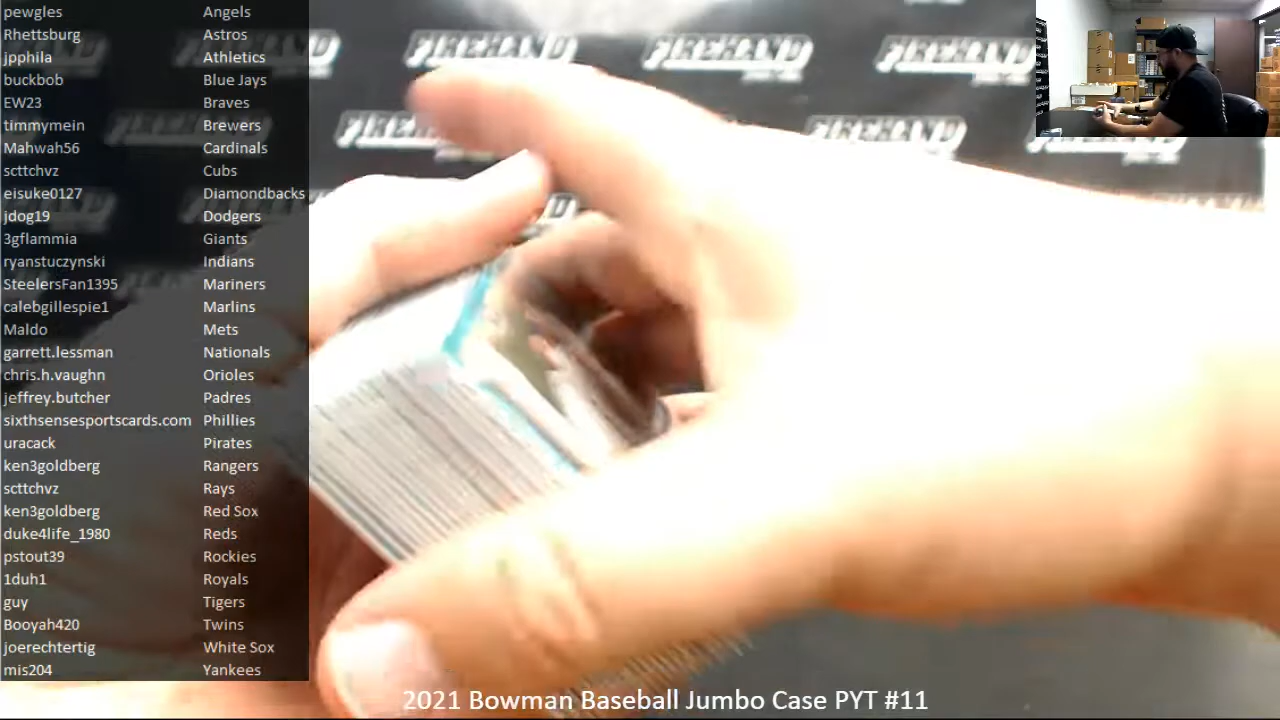 pewgles Angels
Rhettsburg Astros
jpphila Athletics
buckbob Blue Jays
EW23 Braves
timmymein Brewers
Mahwah56 Cardinals
scttchvz Cubs
eisuke0127 Diamondbacks
jdog19 Dodgers
3gflammia Giants
ryanstuczynski Indians
SteelersFan1395 Mariners
calebgillespie1 Marlins
Maldo Mets
garrett.lessman Nationals
chris.h.vaughn Orioles
jeffrey.butcher Padres
sixthsensesportscards.com Phillies
uracack Pirates
ken3goldberg Rangers
scttchvz Rays
ken3goldberg Red Sox
duke4life_1980 Reds
pstout39 Rockies
1duh1 Royals
guy Tigers
Booyah420 Twins
joerechtertig White Sox
mis204 Yankees
FIREHAND
FIREHAND
FIREHAND
FIREHAND
2021 Bowman Baseball Jumbo Case PYT #11